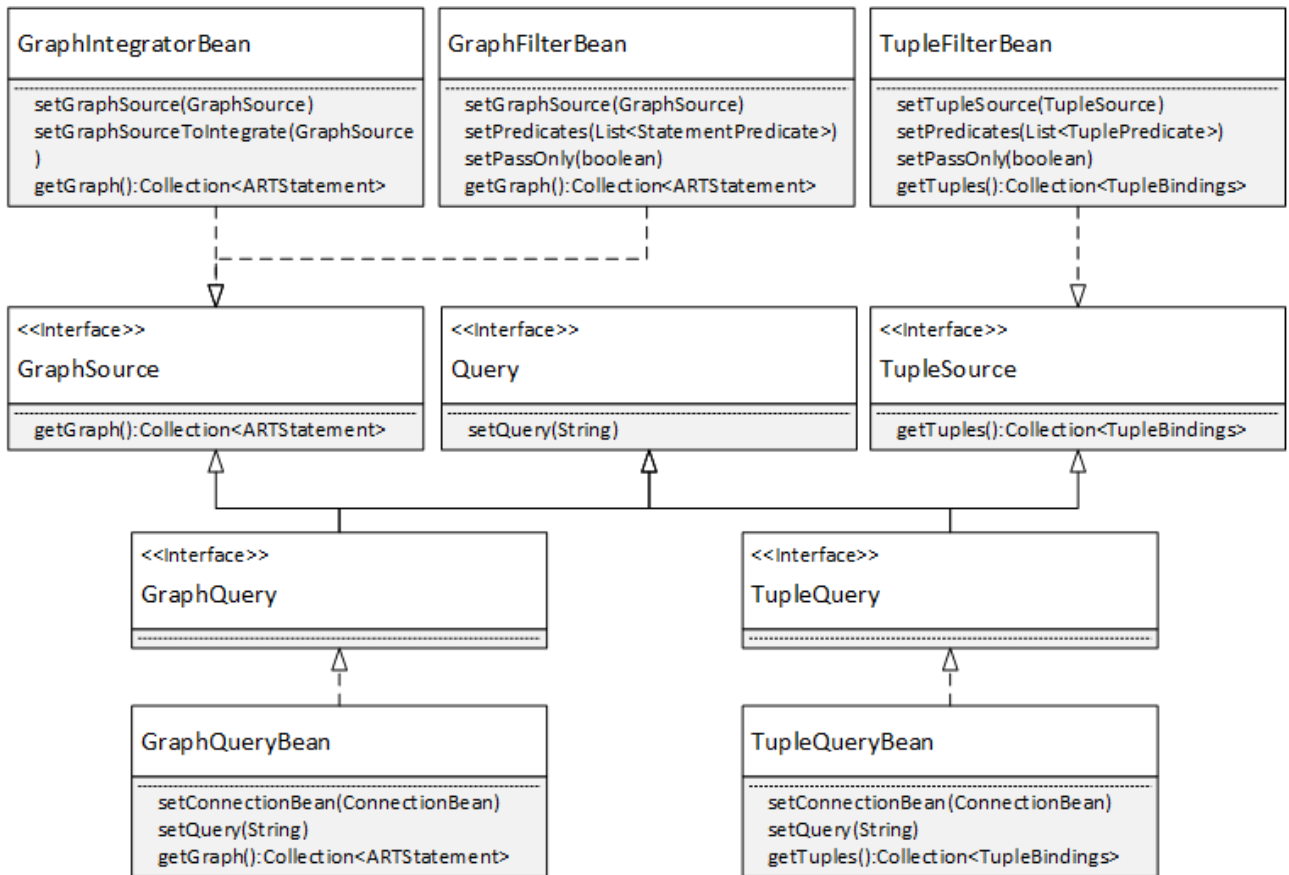 GraphIntegratorBean
setGraphSource(GraphSource)
setGraphSourceToIntegrate(GraphSource
)
getGraph():Collection<ARTStatement>
GraphFilterBean
setGraphSource(GraphSource)
setPredicates(List<StatementPredicate>)
setPassOnly(boolean)
getGraph():Collection<ARTStatement>
TupleFilterBean
setTupleSource(TupleSource)
setPredicates(List<TuplePredicate>)
setPassOnly(boolean)
getTuples():Collection<TupleBindings>
<<Interface>>
GraphSource
getGraph():Collection<ARTStatement>
<<Interface>>
Query
setQuery(String)
<<Interface>>
TupleSource
getTuples():Collection<TupleBindings>
<<Interface>>
GraphQuery
<<Interface>>
TupleQuery
GraphQueryBean
setConnectionBean(ConnectionBean)
setQuery(String)
getGraph():Collection<ARTStatement>
TupleQueryBean
setConnectionBean(ConnectionBean)
setQuery(String)
getTuples():Collection<TupleBindings>